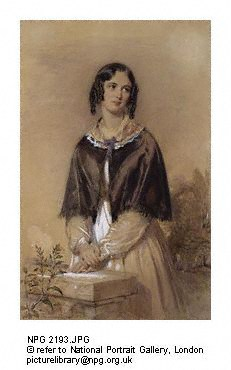 NPG 2193.JPG
© refer to National Portrait Gallery, London
picturelibrary@npg.org.uk